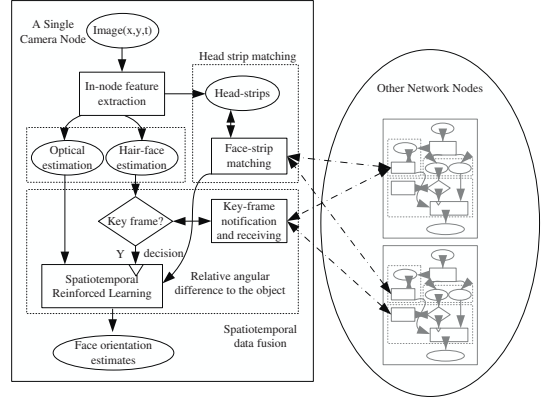 A Single
Camera Node
Image(x,y,t)
In-node feature
extraction
Head strip matching
Head-strips
Face-strip
matching
Optical
estimation
Hair-face
estimation
Key frame?
Key-frame
notification
and receiving
Y
decision
Spatiotemporal
Reinforced Learning
Relative angular
difference to the object
Face orientation
estimates
Spatiotemporal
data fusion
Other Network Nodes